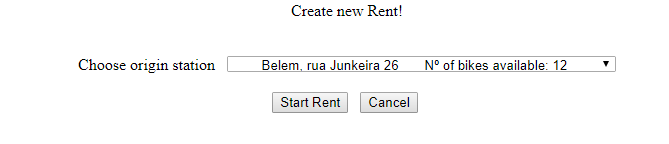 Create new Rent!
Choose origin station Belem, rua Junkeira 26 Nº of bikes available: 12
Start Rent Cancel